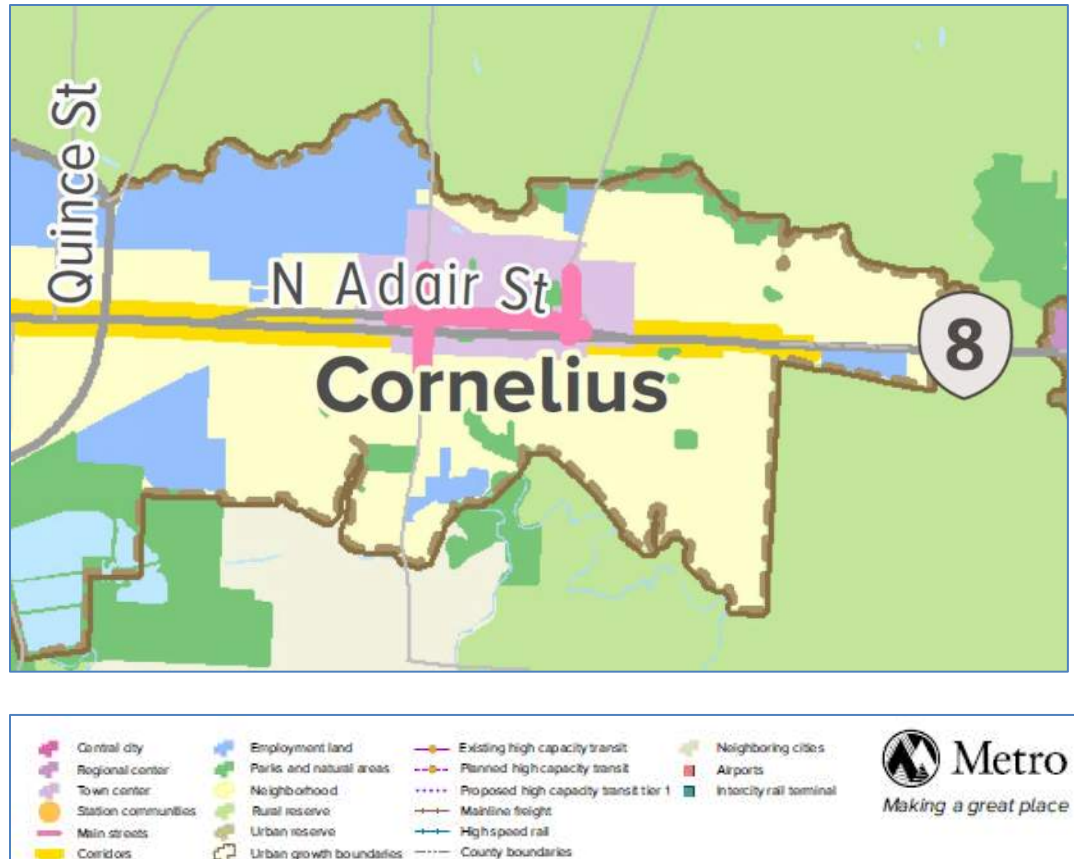 Quince St
N Adair St
8
Cornelius
Central city
Regional center
Town center
Station communities
Main streets
Corridors
Employment land
Parks and natural areas
Neighborhood
Rural reserve
Urban reserve
Urban growth boundaries
Existing high capacity transit
Planned high capacity transit
Proposed high capacity transit tier 1
Mainline freight
High speed rail
County boundaries
Neighboring cities
Airports
Intercity rail terminal
Metro
Making a great place